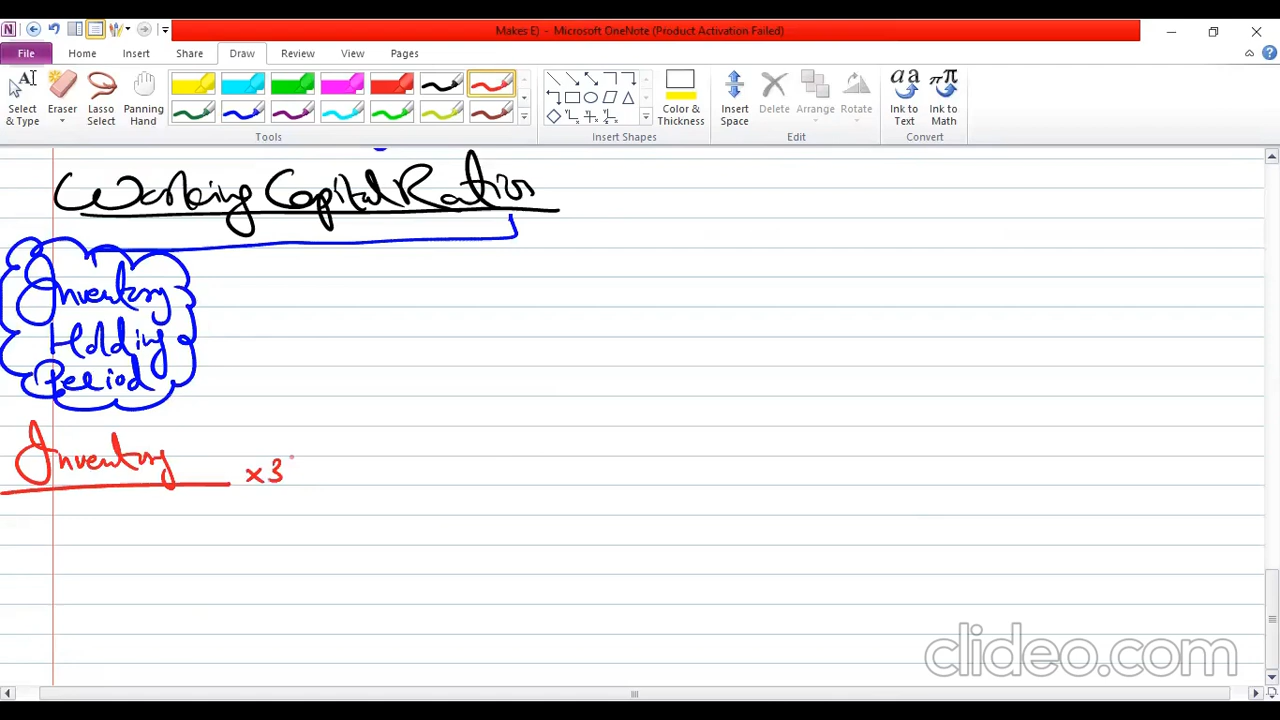 Makes E) - Microsoft OneNote (Product Activation Failed)
File Home Insert Share Draw Review View Pages
Select & Type Eraser Lasso Select Panning Hand Color & Thickness Insert Space Delete Arrange Rotate Ink to Text Ink to Math
Tools Insert Shapes Edit Convert
Working Capital Ratios
Inventory
Holding
Period
Inventory x3
clideo.com